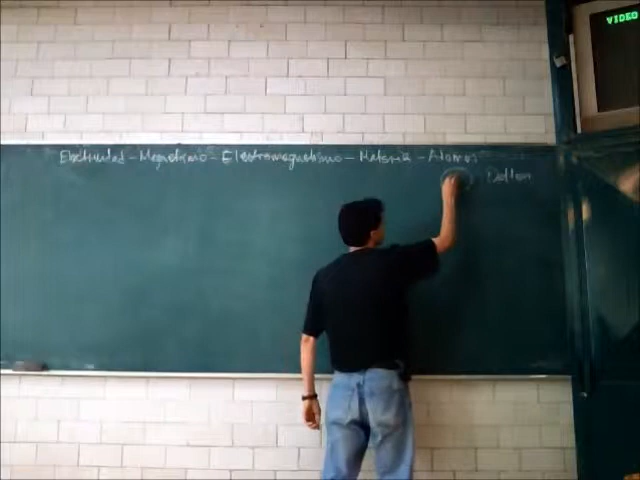 VIDEO
Electricidad - Magnetismo - Electromagnetismo - Materia - Atomos
Dalton